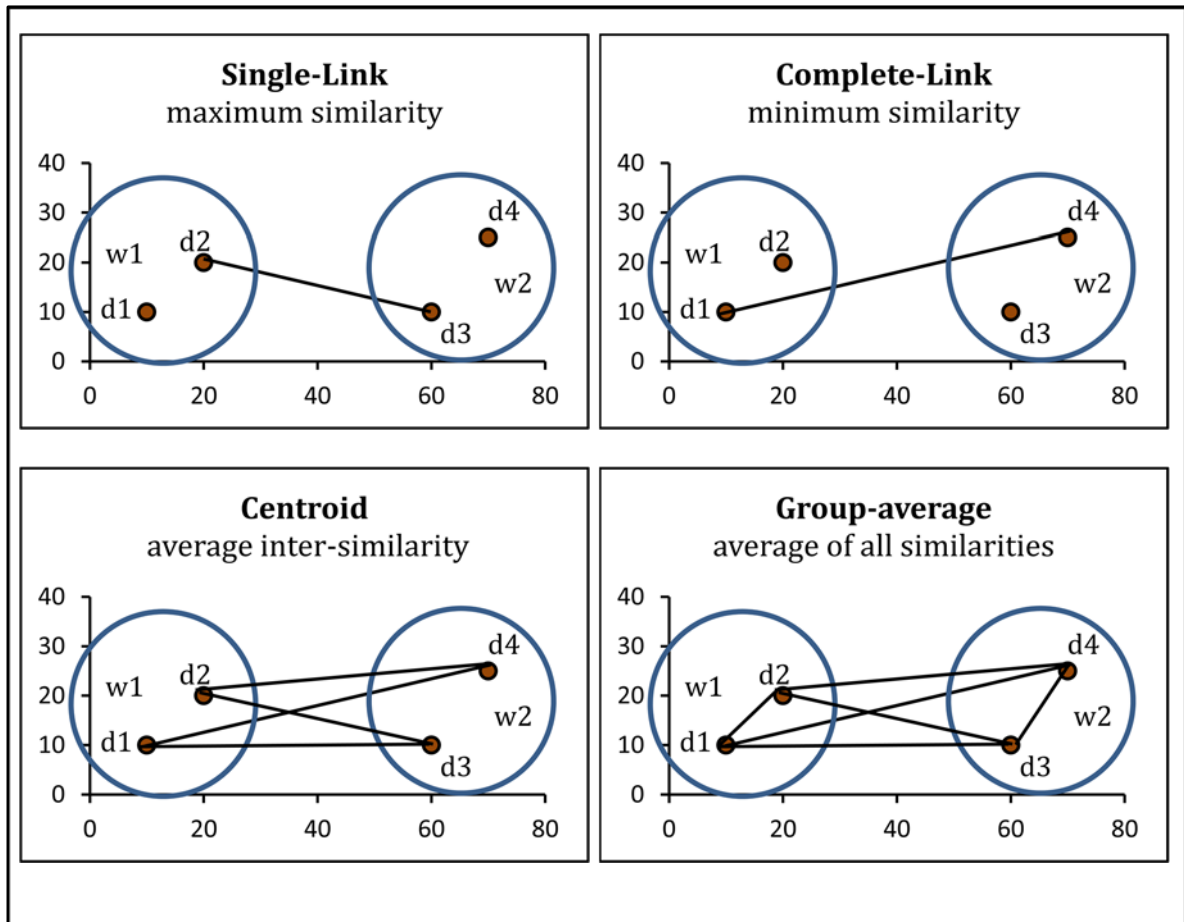 Single-Link
maximum similarity
40
30
20
10
0
w1
d2
d1
d4
w2
d3
0 20 40 60 80
Complete-Link
minimum similarity
40
30
20
10
0
w1
d2
d1
d4
w2
d3
0 20 40 60 80
Centroid
average inter-similarity
40
30
20
10
0
w1
d2
d1
d4
w2
d3
0 20 40 60 80
Group-average
average of all similarities
40
30
20
10
0
w1
d2
d1
d4
w2
d3
0 20 40 60 80